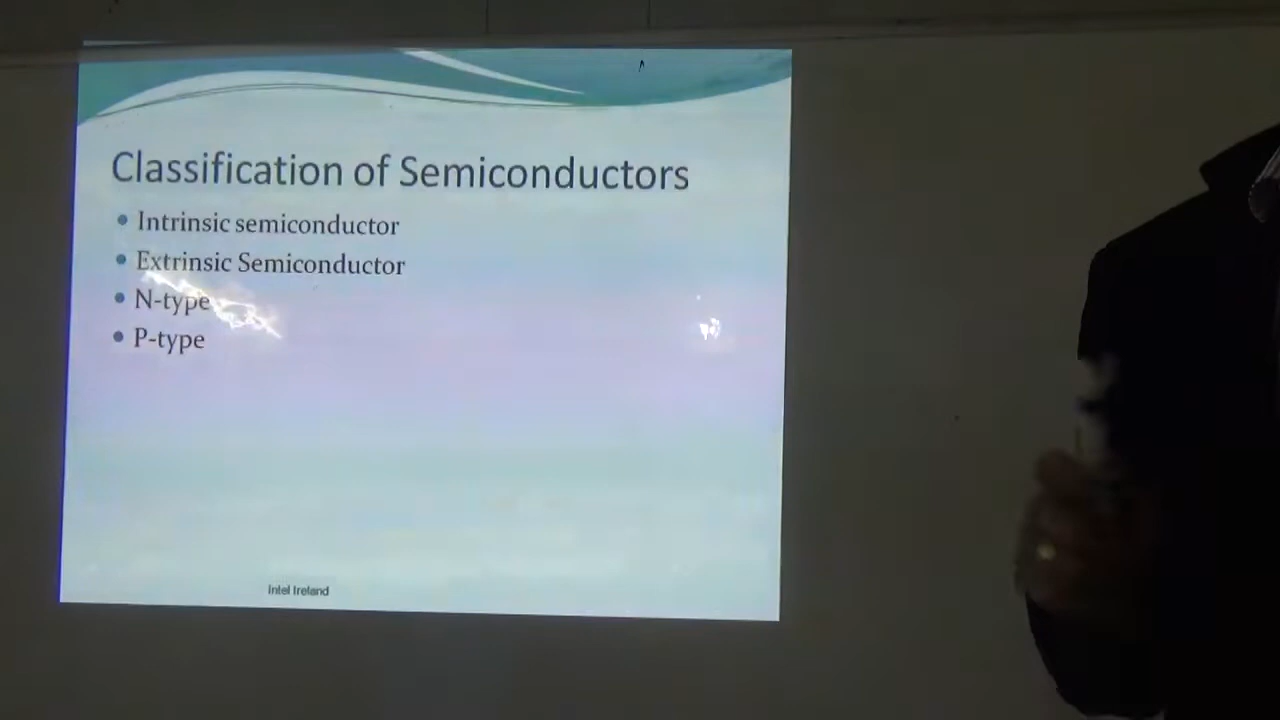 Classification of Semiconductors
Intrinsic semiconductor
Extrinsic Semiconductor
N-type
P-type
Intel Ireland